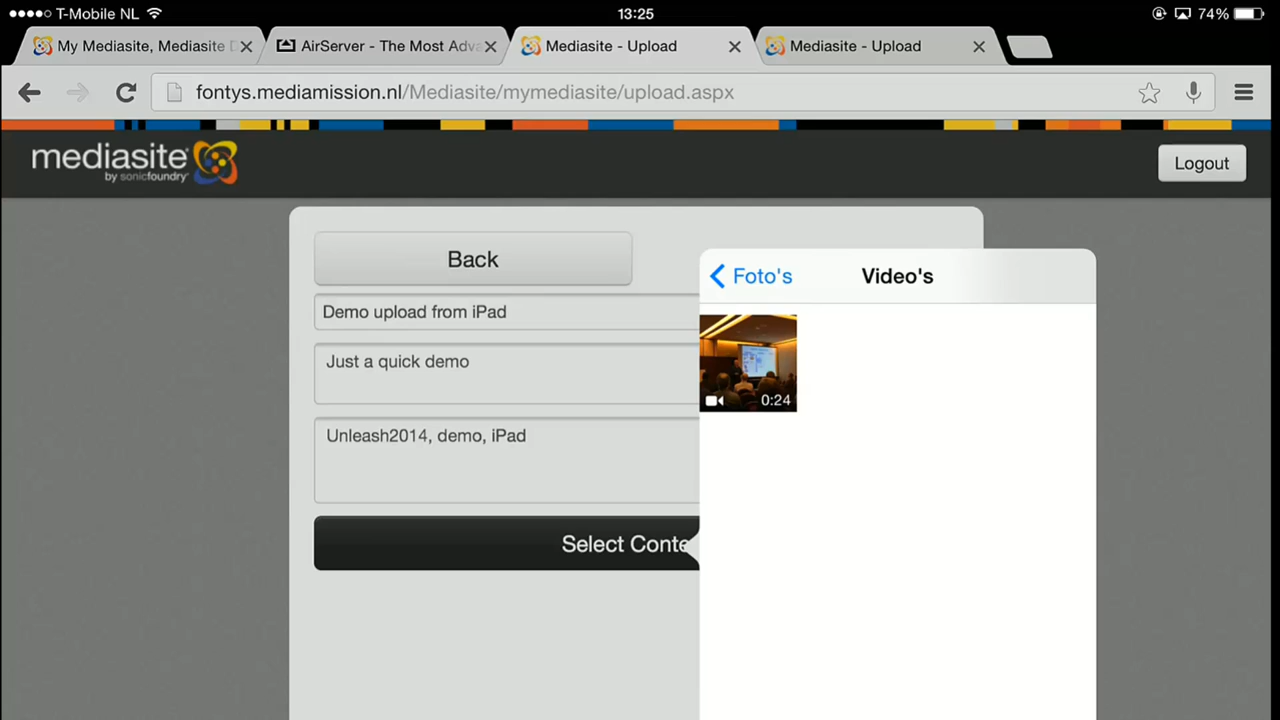 T-Mobile NL
13:25
74%
My Mediasite, Mediasite
AirServer - The Most Adva
Mediasite - Upload
Mediasite - Upload
fontys.mediamission.nl/Mediasite/mymediasite/upload.aspx
mediasite
by sonicfoundry
Logout
Back
Foto's
Video's
Demo upload from iPad
Just a quick demo
0:24
Unleash2014, demo, iPad
Select Conte